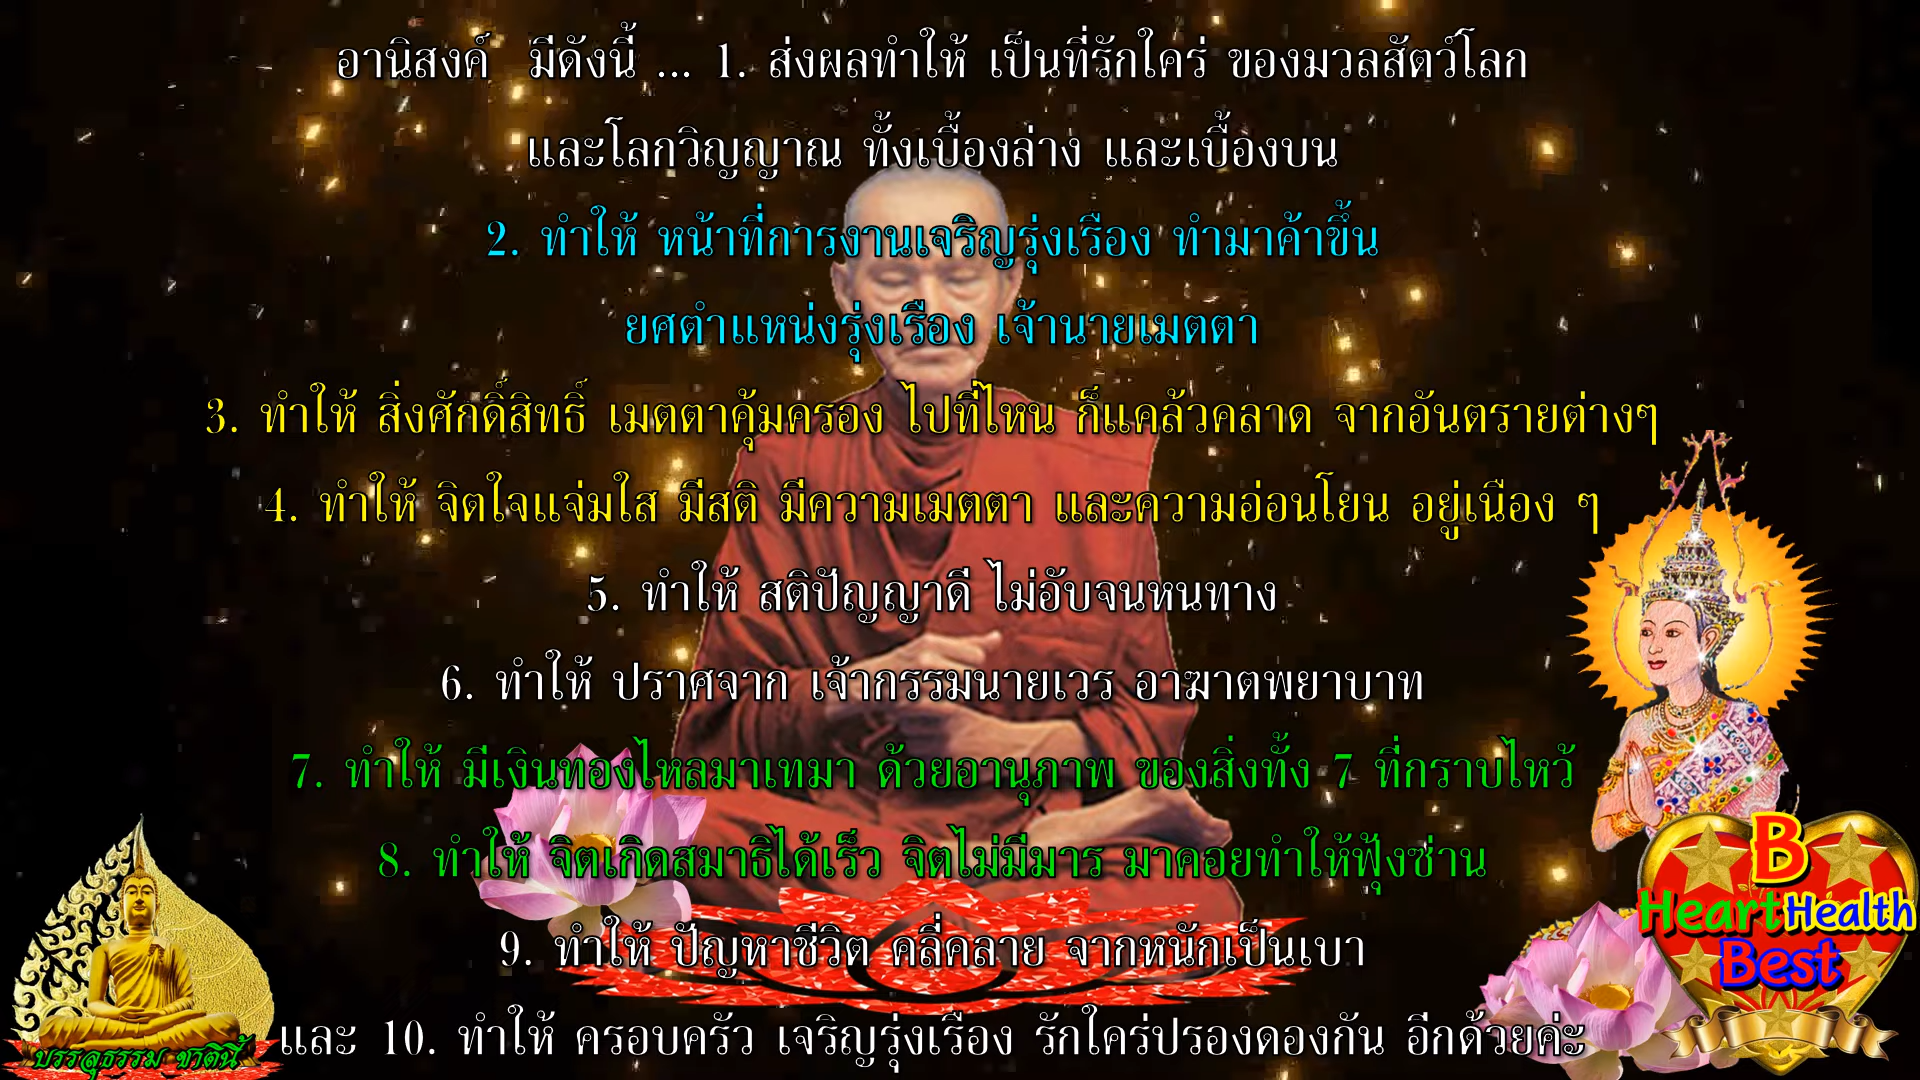 อานิสงค์ มีดังนี้ ... 1. ส่งผลทำให้ เป็นที่รักใคร่ ของมวลสัตว์โลก
และโลกวิญญาณ ทั้งเบื้องล่าง และเบื้องบน
2. ทำให้ หน้าที่การงานเจริญรุ่งเรือง ทำมาค้าขึ้น
ยศตำแหน่งรุ่งเรือง เจ้านายเมตตา
3. ทำให้ สิ่งศักดิ์สิทธิ์ เมตตาคุ้มครอง ไปที่ไหน ก็แคล้วคลาด จากอันตรายต่างๆ
4. ทำให้ จิตใจแจ่มใส มีสติ มีความเมตตา และความอ่อนโยน อยู่เนือง ๆ
5. ทำให้ สติปัญญาดี ไม่อับจนหนทาง
6. ทำให้ ปราศจาก เจ้ากรรมนายเวร อาฆาตพยาบาท
7. ทำให้ มีเงินทองไหลมาเทมา ด้วยอานุภาพ ของสิ่งทั้ง 7 ที่กราบไหว้
8. ทำให้ จิตเกิดสมาธิได้เร็ว จิตไม่มีมาร มาคอยทำให้ฟุ้งซ่าน
9. ทำให้ ปัญหาชีวิต คลี่คลาย จากหนักเป็นเบา
และ 10. ทำให้ ครอบครัว เจริญรุ่งเรือง รักใคร่ปรองดองกัน อีกด้วยค่ะ
บรรลุธรรม ชาตินี้
B
Heart Health
Best